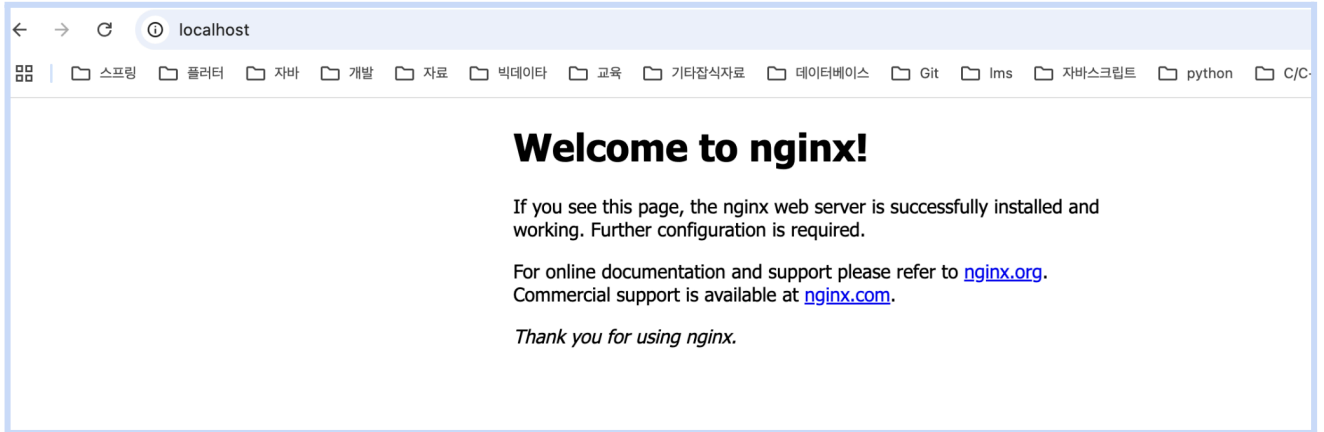 localhost
스프링 플러터 자바 개발 자료 빅데이타 교육 기타잡식자료 데이터베이스 Git lms 자바스크립트 python C/C-
Welcome to nginx!
If you see this page, the nginx web server is successfully installed and
working. Further configuration is required.
For online documentation and support please refer to nginx.org.
Commercial support is available at nginx.com.
Thank you for using nginx.